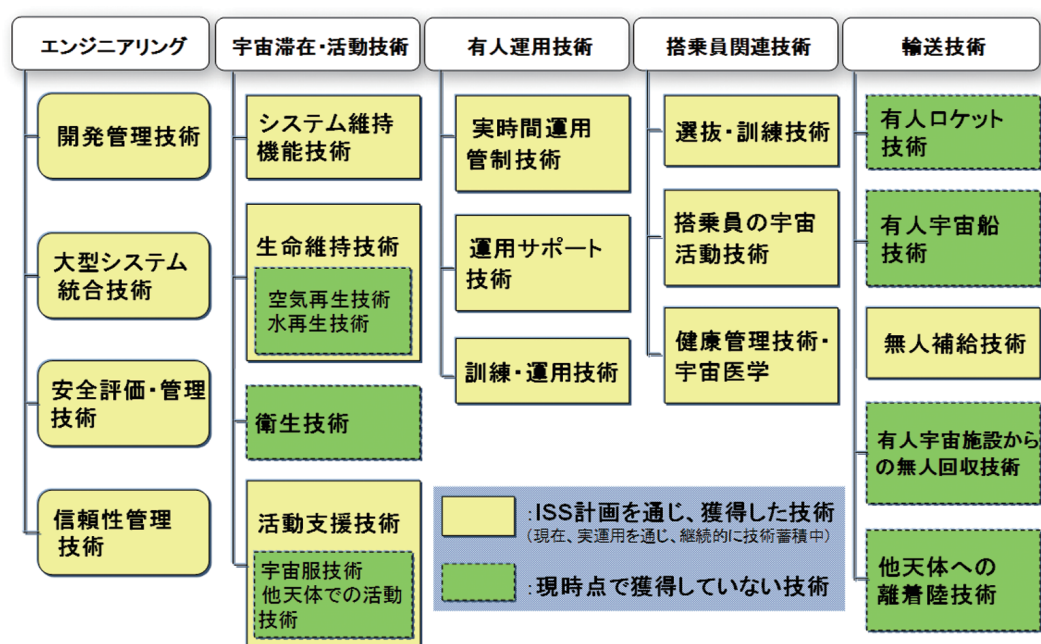 エンジニアリング
開発管理技術
大型システム
統合技術
安全評価・管理
技術
信頼性管理
技術
宇宙滞在・活動技術
システム維持
機能技術
生命維持技術
空気再生技術
水再生技術
衛生技術
活動支援技術
宇宙服技術
他天体での活動
技術
有人運用技術
実時間運用
管制技術
運用サポート
技術
訓練・運用技術
搭乗員関連技術
選抜・訓練技術
搭乗員の宇宙
活動技術
健康管理技術・
宇宙医学
輸送技術
有人ロケット
技術
有人宇宙船
技術
無人補給技術
有人宇宙施設から
の無人回収技術
他天体への
離着陸技術
:ISS計画を通じ、獲得した技術
(現在、実運用を通じ、継続的に技術蓄積中)
:現時点で獲得していない技術